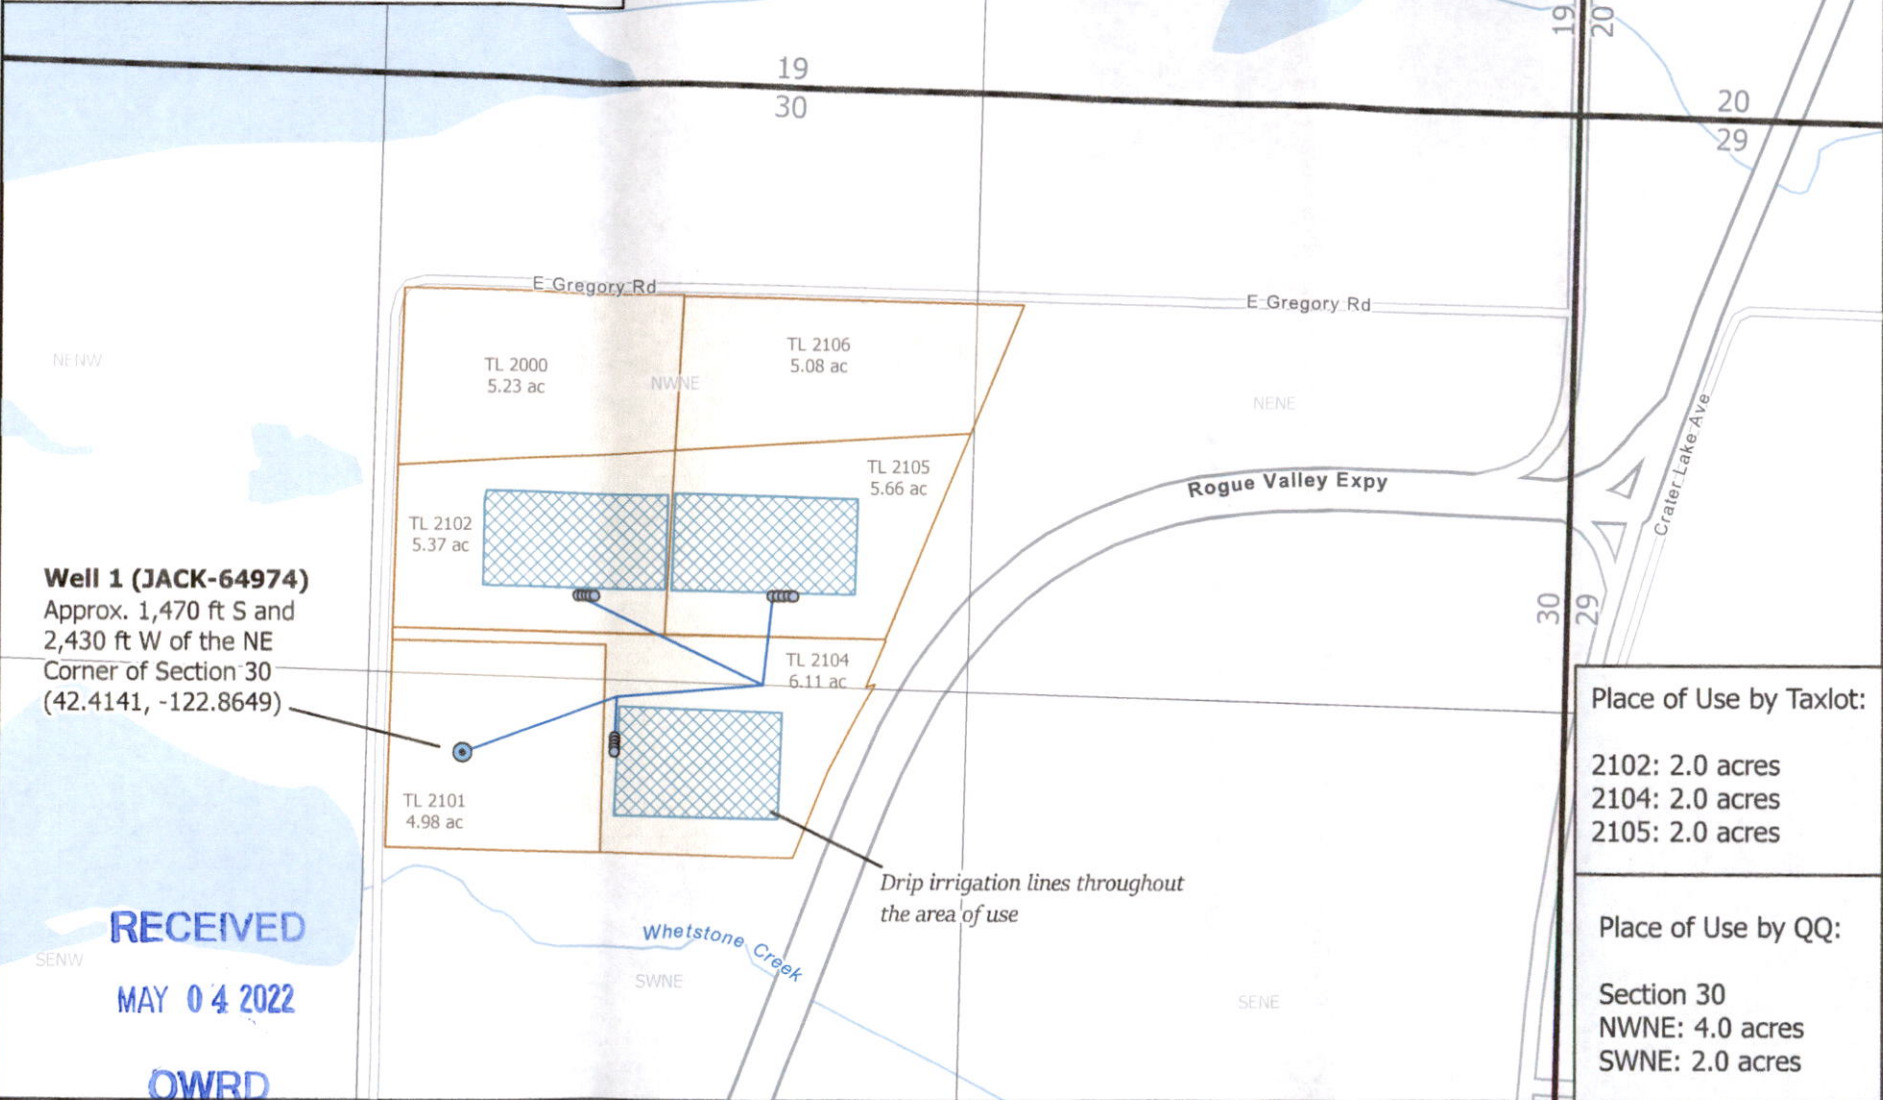 19
20
19
30
20
29
E Gregory Rd
E Gregory Rd
TL 2000
5.23 ac
TL 2106
5.08 ac
NENW
NWNE
NENE
TL 2105
5.66 ac
Rogue Valley Expy
Crater Lake Ave
TL 2102
5.37 ac
Well 1 (JACK-64974)
Approx. 1,470 ft S and
2,430 ft W of the NE
Corner of Section 30
(42.4141, -122.8649)
30
29
TL 2104
6.11 ac
Place of Use by Taxlot:
2102: 2.0 acres
2104: 2.0 acres
2105: 2.0 acres
TL 2101
4.98 ac
Drip irrigation lines throughout
the area of use
Whetstone Creek
RECEIVED
MAY 04 2022
OWRD
SENW
SWNE
SENE
Place of Use by QQ:
Section 30
NWNE: 4.0 acres
SWNE: 2.0 acres